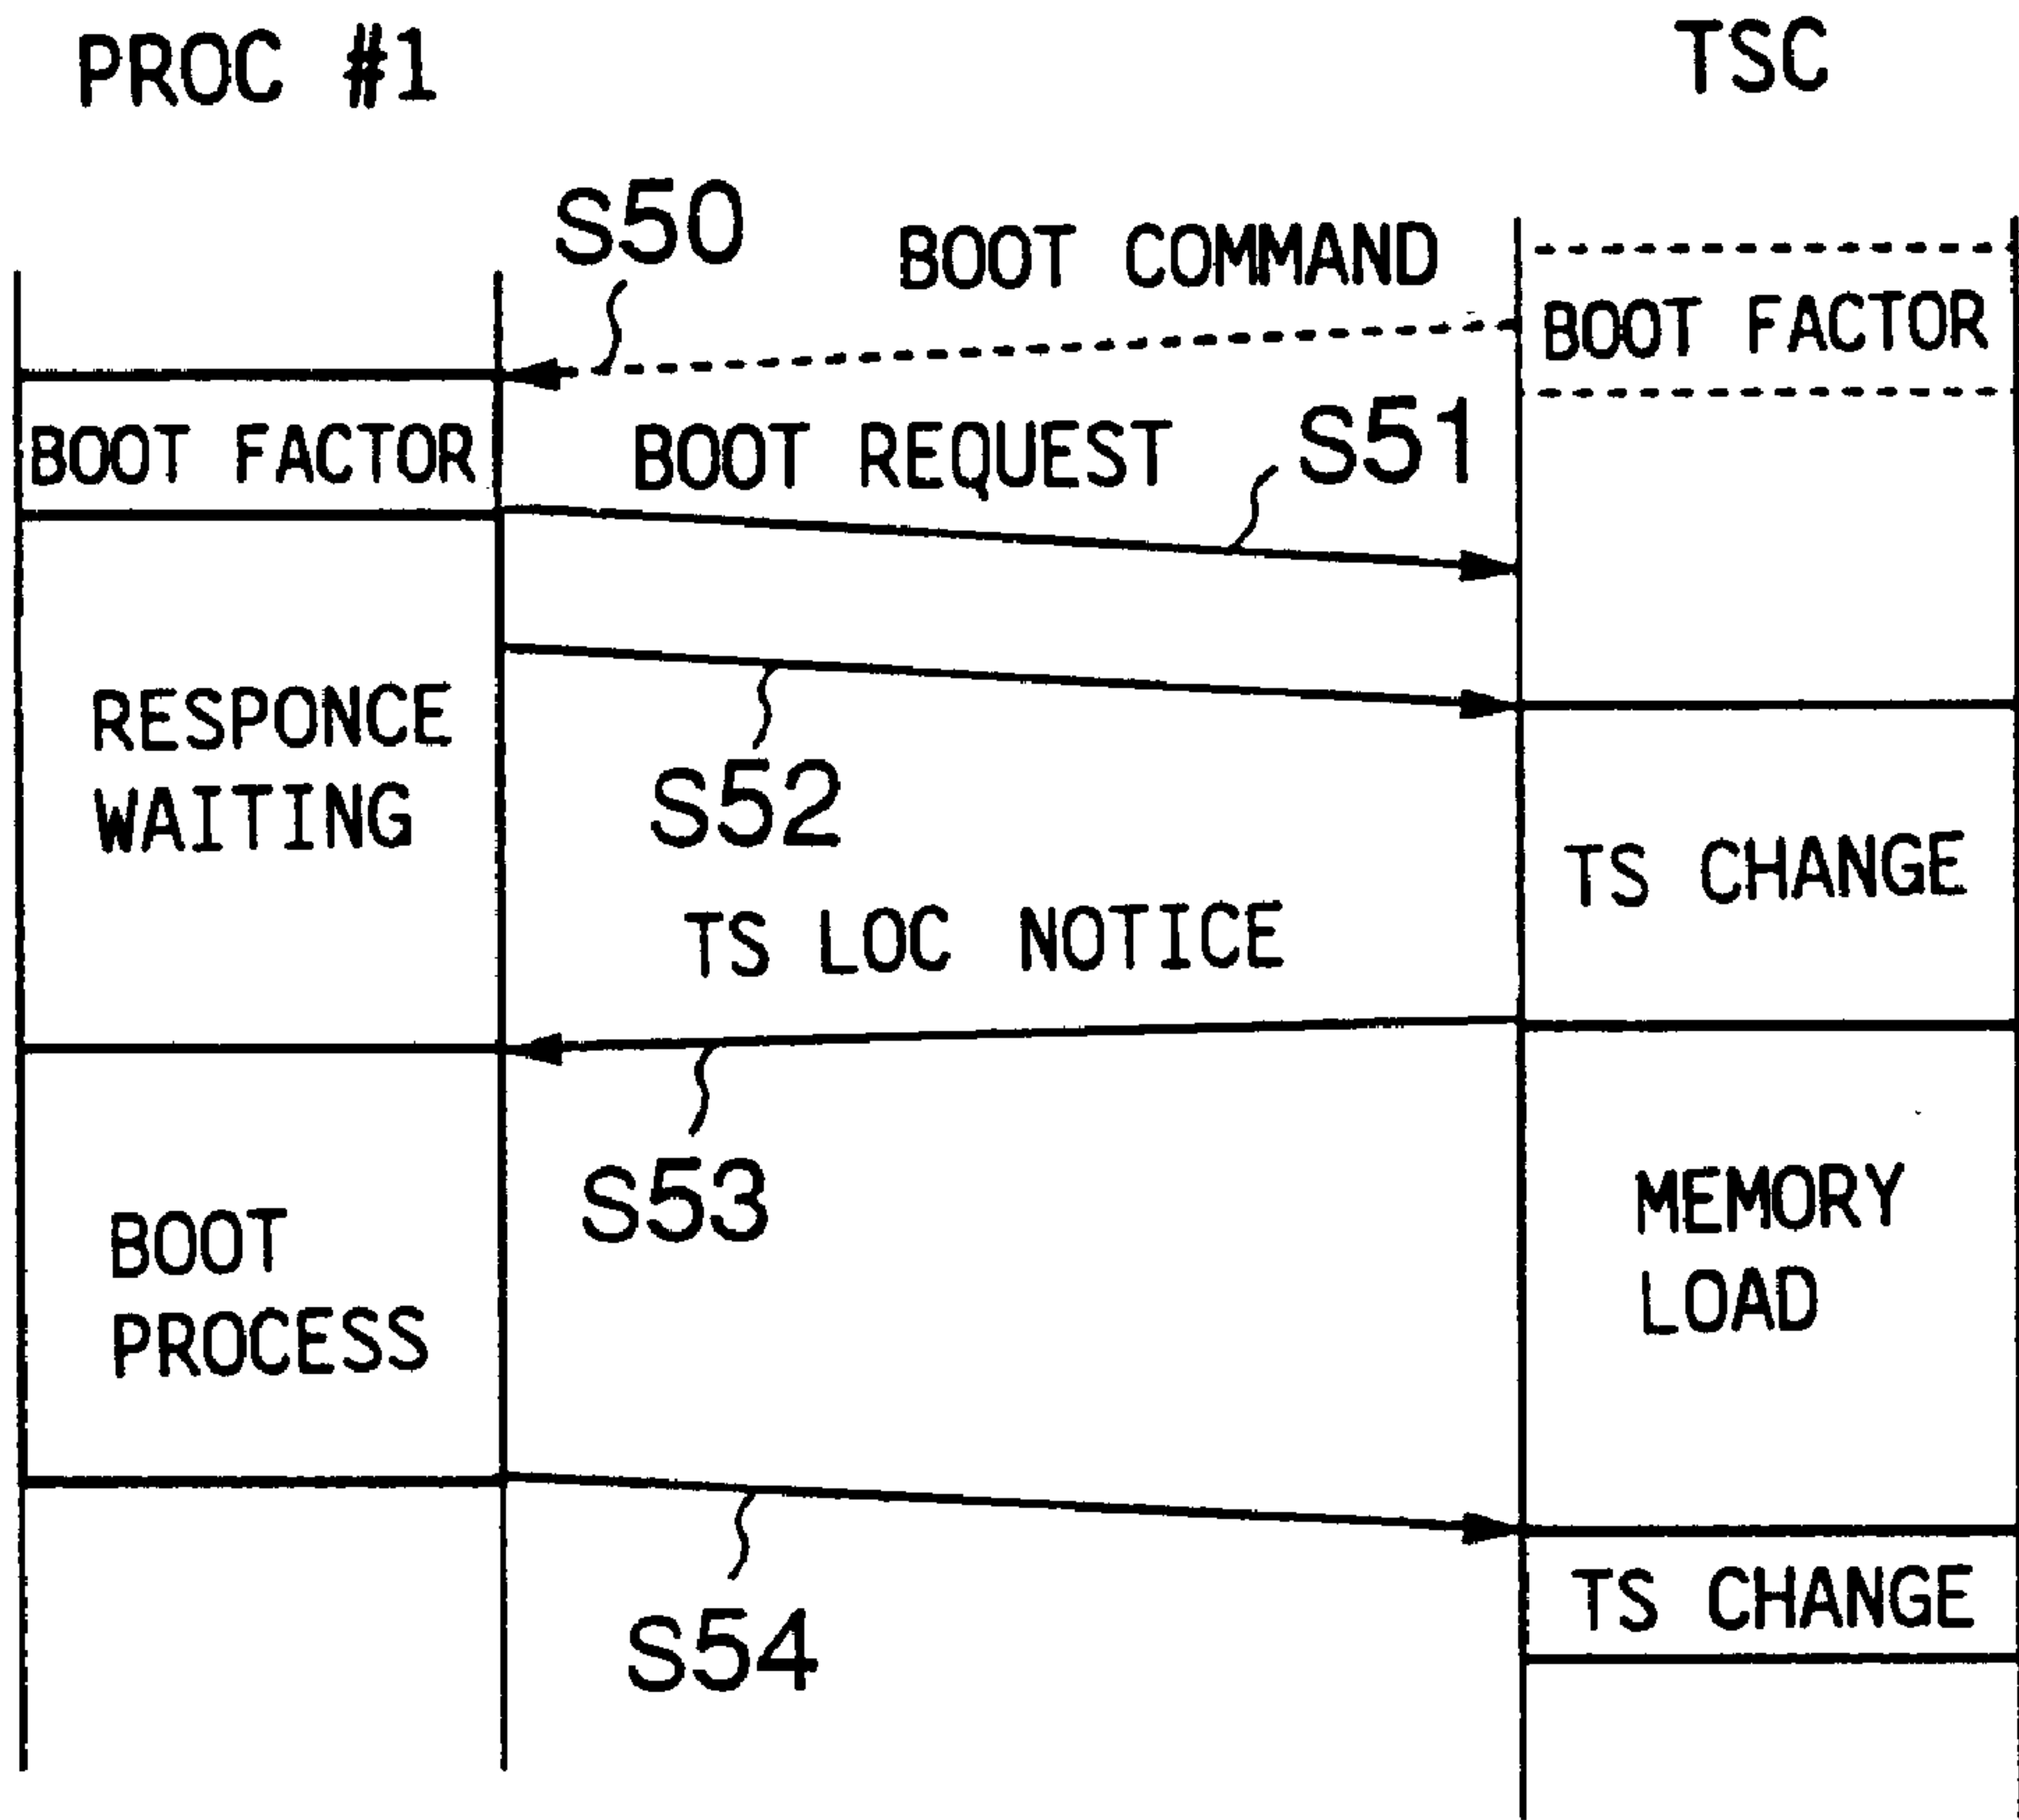 PROC #1
TSC
S50
BOOT COMMAND
BOOT FACTOR
BOOT FACTOR
BOOT REQUEST
S51
RESPONCE
WAITING
S52
TS CHANGE
TS LOC NOTICE
S53
MEMORY
LOAD
BOOT
PROCESS
TS CHANGE
S54